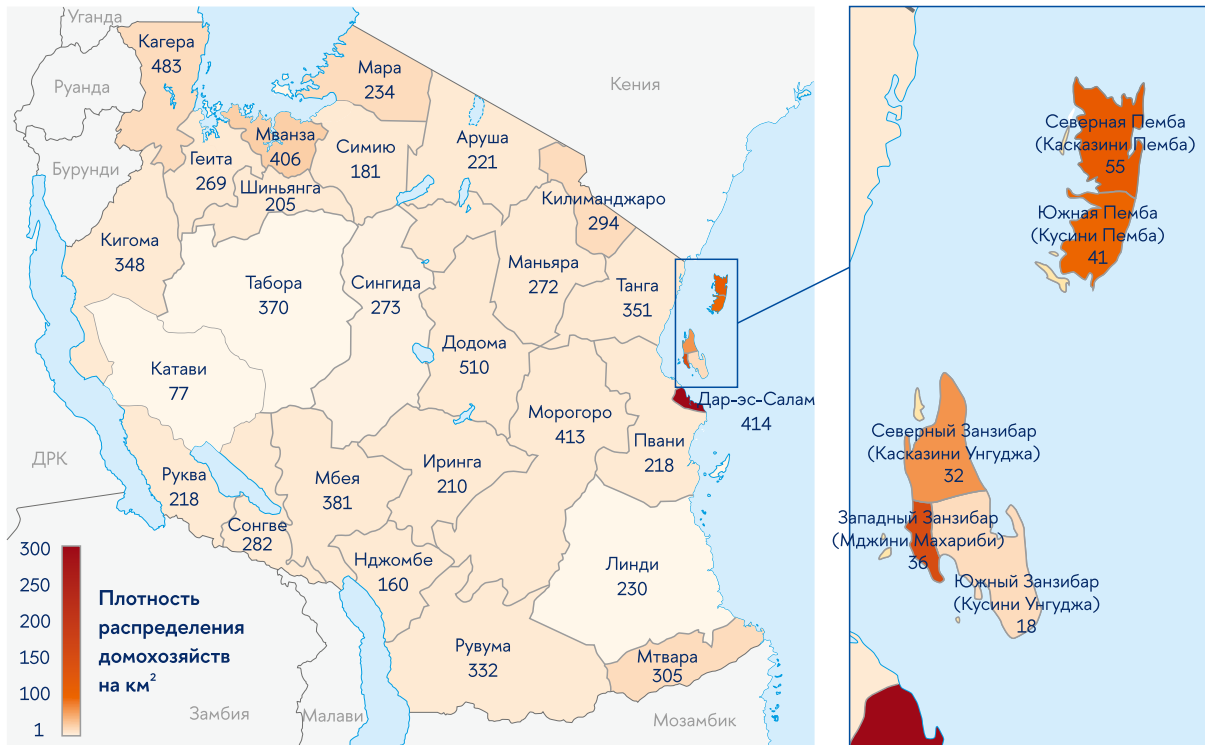 Уганда
Кагера
483
Руанда
Бурунди
Мара
234
Кения
Мванза
406
Геита
269
Шиньянга
205
Симию
181
Аруша
221
Килиманджаро
294
Кигома
348
Табора
370
Сингида
273
Маньяра
272
Танга
351
Катави
77
Додома
510
Морогоро
413
Дар-эс-Салам
414
Пвани
218
ДРК
Руква
218
Мбея
381
Иринга
210
Сонгве
282
Нджомбе
160
Линди
230
Рувума
332
Мтвара
305
Замбия
Малави
Мозамбик
300
250
200
150
100
1
Плотность
распределения
домохозяйств
на км²
Северная Пемба
(Касказини Пемба)
55
Южная Пемба
(Кусини Пемба)
41
Северный Занзибар
(Касказини Унгуджа)
32
Западный Занзибар
(Мджини Махариби)
36
Южный Занзибар
(Кусини Унгуджа)
18